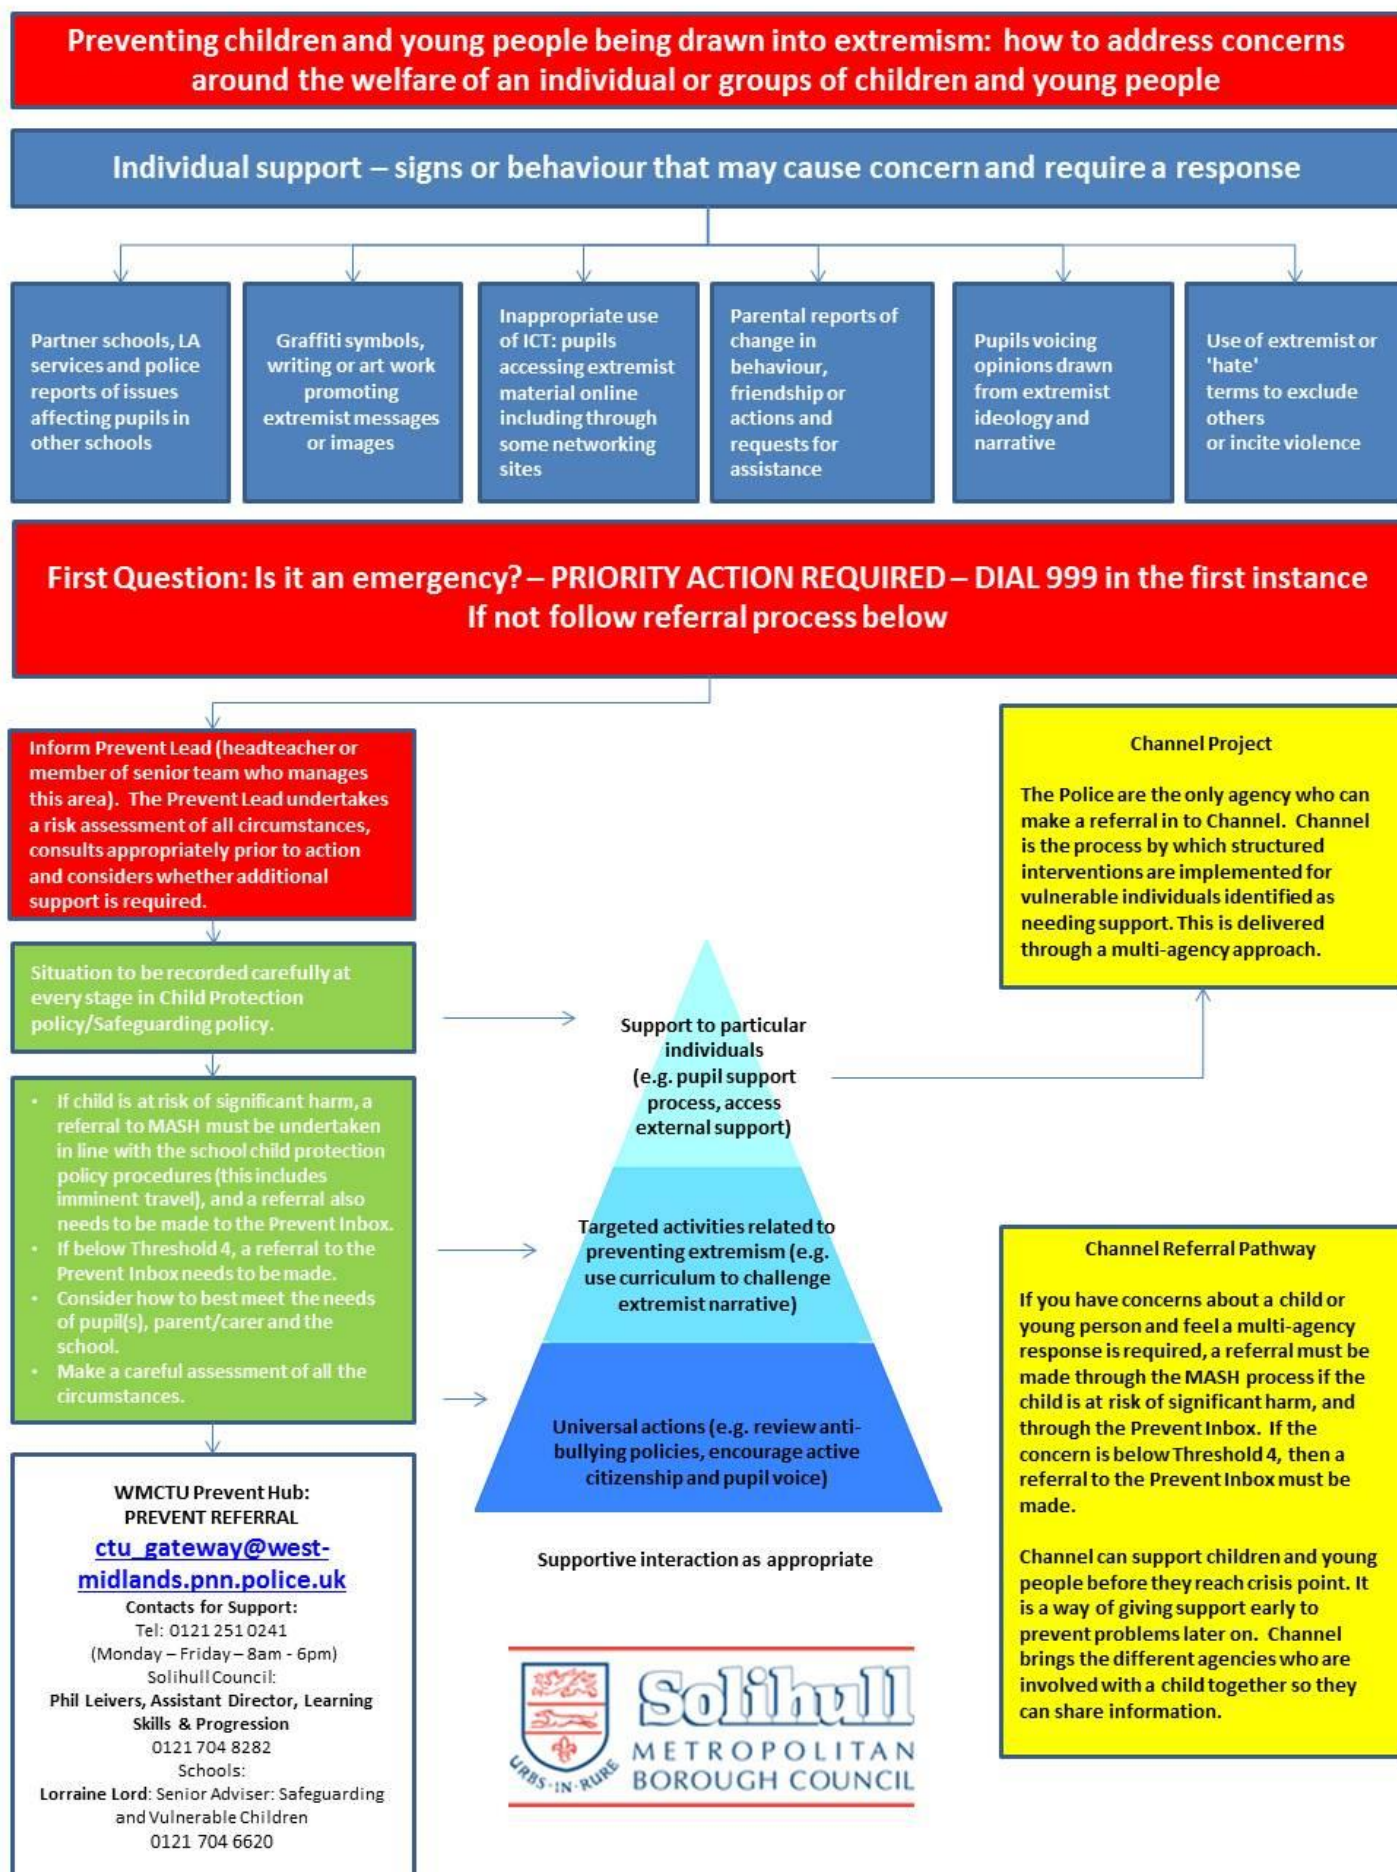 Preventing children and young people being drawn into extremism: how to address concerns
around the welfare of an individual or groups of children and young people
Individual support – signs or behaviour that may cause concern and require a response
Partner schools, LA
services and police
reports of issues
affecting pupils in
other schools
Graffiti symbols,
writing or art work
promoting
extremist messages
or images
Inappropriate use
of ICT: pupils
accessing extremist
material online
including through
some networking
sites
Parental reports of
change in
behaviour,
friendship or
actions and
requests for
assistance
Pupils voicing
opinions drawn
from extremist
ideology and
narrative
Use of extremist or
'hate'
terms to exclude
others
or incite violence
First Question: Is it an emergency? – PRIORITY ACTION REQUIRED – DIAL 999 in the first instance
If not follow referral process below
Inform Prevent Lead (headteacher or
member of senior team who manages
this area). The Prevent Lead undertakes
a risk assessment of all circumstances,
consults appropriately prior to action
and considers whether additional
support is required.
Situation to be recorded carefully at
every stage in Child Protection
policy/Safeguarding policy.
• If child is at risk of significant harm, a
referral to MASH must be undertaken
in line with the school child protection
policy procedures (this includes
imminent travel), and a referral also
needs to be made to the Prevent Inbox.
• If below Threshold 4, a referral to the
Prevent Inbox needs to be made.
• Consider how to best meet the needs
of pupil(s), parent/carer and the
school.
• Make a careful assessment of all the
circumstances.
WMCTU Prevent Hub:
PREVENT REFERRAL
ctu_gateway@west-
midlands.pnn.police.uk
Contacts for Support:
Tel: 0121 251 0241
(Monday – Friday – 8am - 6pm)
Solihull Council:
Phil Leivers, Assistant Director, Learning
Skills & Progression
0121 704 8282
Schools:
Lorraine Lord: Senior Adviser: Safeguarding
and Vulnerable Children
0121 704 6620
Support to particular
individuals
(e.g. pupil support
process, access
external support)
Targeted activities related to
preventing extremism (e.g.
use curriculum to challenge
extremist narrative)
Universal actions (e.g. review anti-
bullying policies, encourage active
citizenship and pupil voice)
Supportive interaction as appropriate
URBS-IN-RURE
Solihull
METROPOLITAN
BOROUGH COUNCIL
Channel Project
The Police are the only agency who can
make a referral in to Channel. Channel
is the process by which structured
interventions are implemented for
vulnerable individuals identified as
needing support. This is delivered
through a multi-agency approach.
Channel Referral Pathway
If you have concerns about a child or
young person and feel a multi-agency
response is required, a referral must be
made through the MASH process if the
child is at risk of significant harm, and
through the Prevent Inbox. If the
concern is below Threshold 4, then a
referral to the Prevent Inbox must be
made.
Channel can support children and young
people before they reach crisis point. It
is a way of giving support early to
prevent problems later on. Channel
brings the different agencies who are
involved with a child together so they
can share information.